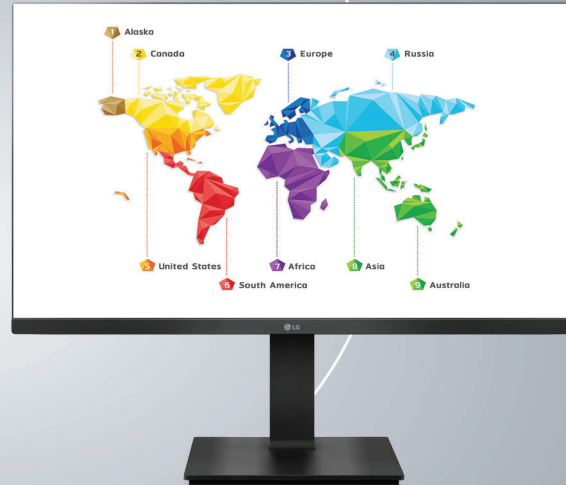 1 Alaska
2 Canada
3 Europe
4 Russia
5 United States
6 South America
7 Africa
8 Asia
9 Australia
LG